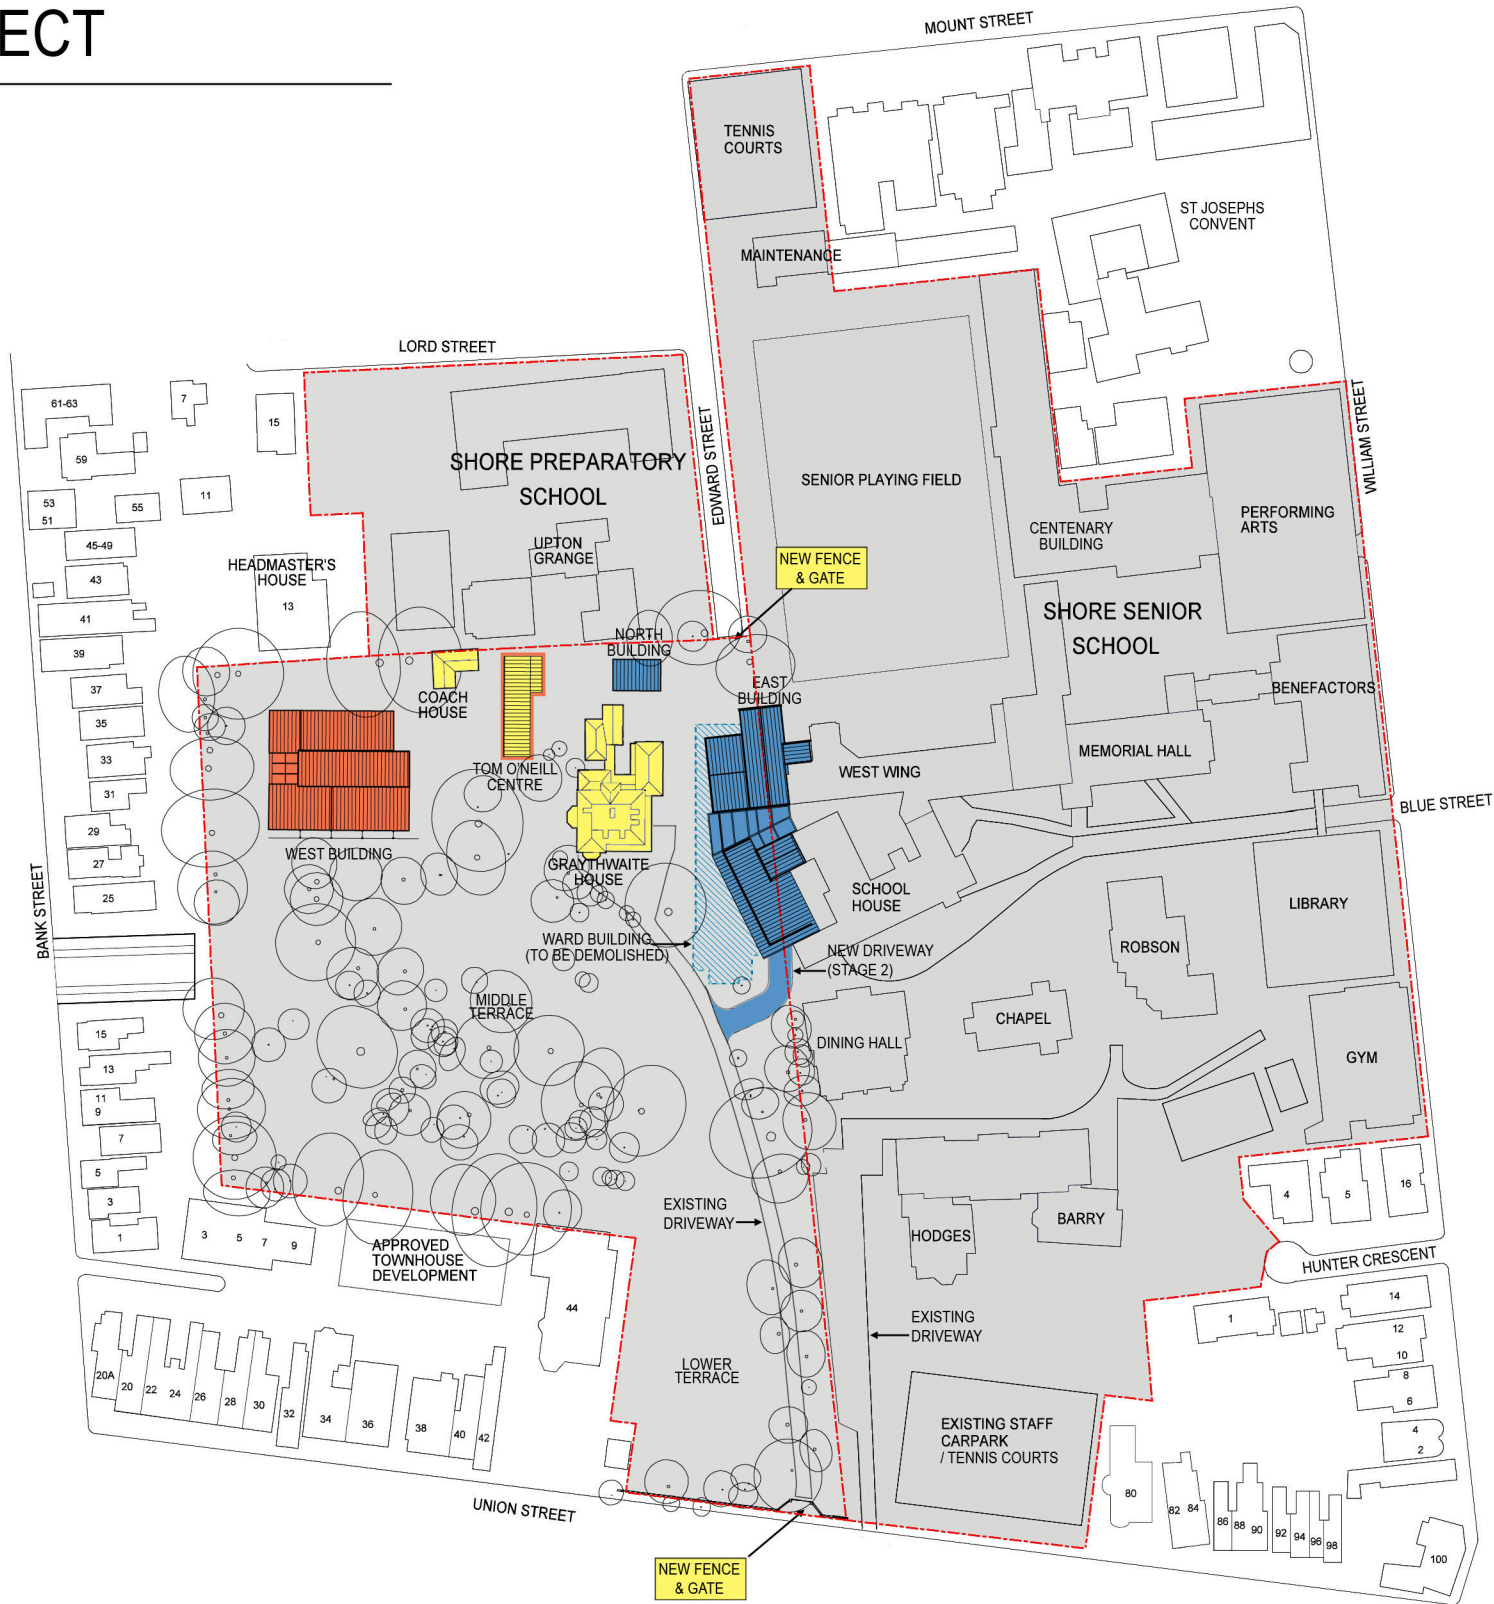 ECT
MOUNT STREET
TENNIS
COURTS
ST JOSEPHS
CONVENT
MAINTENANCE
LORD STREET
61-63
7
15
59
EDWARD STREET
WILLIAM STREET
SHORE PREPARATORY
SCHOOL
SENIOR PLAYING FIELD
53
51
55
11
PERFORMING
ARTS
CENTENARY
BUILDING
45-49
UPTON
GRANGE
43
HEADMASTER'S
HOUSE
13
NEW FENCE
& GATE
41
SHORE SENIOR
SCHOOL
39
NORTH
BUILDING
37
COACH
HOUSE
EAST
BUILDING
BENEFACTORS
35
33
MEMORIAL HALL
TOM O'NEILL
CENTRE
WEST WING
31
BLUE STREET
29
WEST BUILDING
27
GRAYTHWAITE
HOUSE
25
SCHOOL
HOUSE
LIBRARY
BANK STREET
WARD BUILDING
(TO BE DEMOLISHED)
NEW DRIVEWAY
(STAGE 2)
ROBSON
MIDDLE
TERRACE
CHAPEL
15
DINING HALL
GYM
13
11
9
7
5
3
1
4
5
16
EXISTING
DRIVEWAY
BARRY
HODGES
3
5
7
9
APPROVED
TOWNHOUSE
DEVELOPMENT
HUNTER CRESCENT
44
14
1
12
10
EXISTING
DRIVEWAY
LOWER
TERRACE
8
6
20A
20
22
24
26
28
30
32
34
36
38
40
42
EXISTING STAFF
CARPARK
/ TENNIS COURTS
4
2
80
82
84
86
88
90
92
94
96
98
100
UNION STREET
NEW FENCE
& GATE